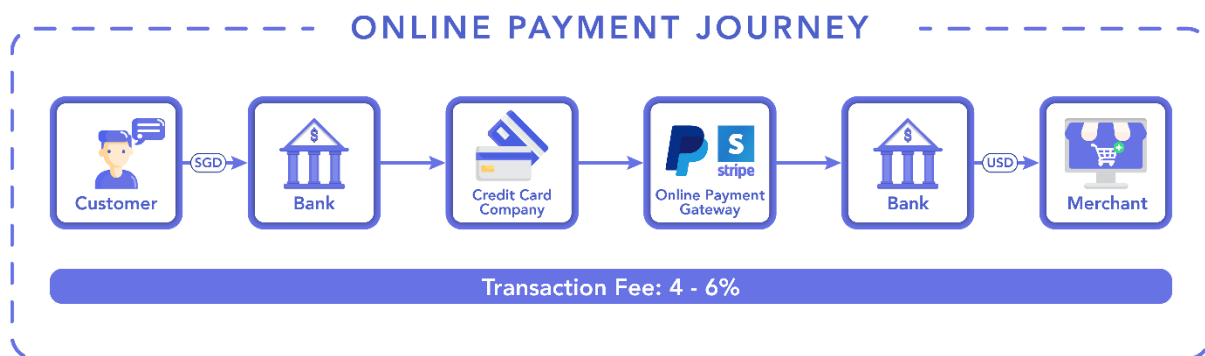 ONLINE PAYMENT JOURNEY
Customer
SGD
$
Bank
Credit Card
Company
S
stripe
Online Payment
Gateway
$
Bank
USD
Merchant
Transaction Fee: 4 - 6%